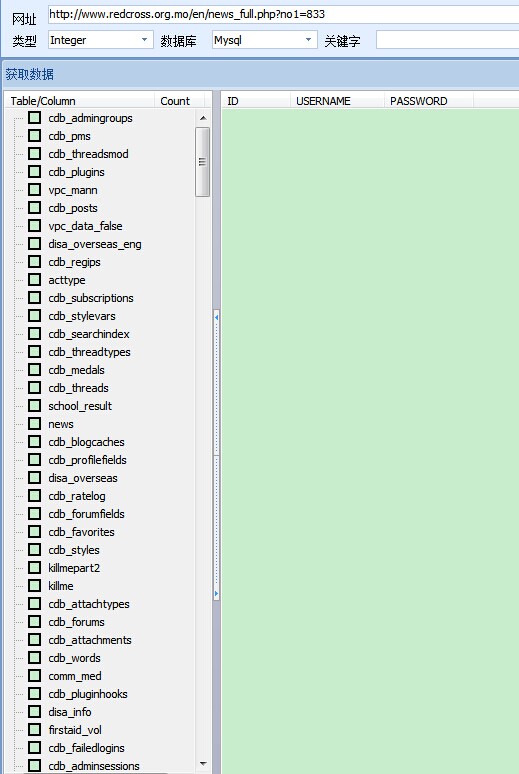 网址 http://www.redcross.org.mo/en/news_full.php?no1=833
类型 Integer 数据库 Mysql 关键字
获取数据
Table/Column Count ID USERNAME PASSWORD
cdb_admingroups
cdb_pms
cdb_threadsmod
cdb_plugins
vpc_mann
cdb_posts
vpc_data_false
disa_overseas_eng
cdb_regips
acttype
cdb_subscriptions
cdb_stylevars
cdb_searchindex
cdb_threadtypes
cdb_medals
cdb_threads
school_result
news
cdb_blogcaches
cdb_profilefields
disa_overseas
cdb_ratelog
cdb_forumfields
cdb_favorites
cdb_styles
killmepart2
killme
cdb_attachtypes
cdb_forums
cdb_attachments
cdb_words
comm_med
cdb_pluginhooks
disa_info
firstaid_vol
cdb_failedlogins
cdb_adminsessions